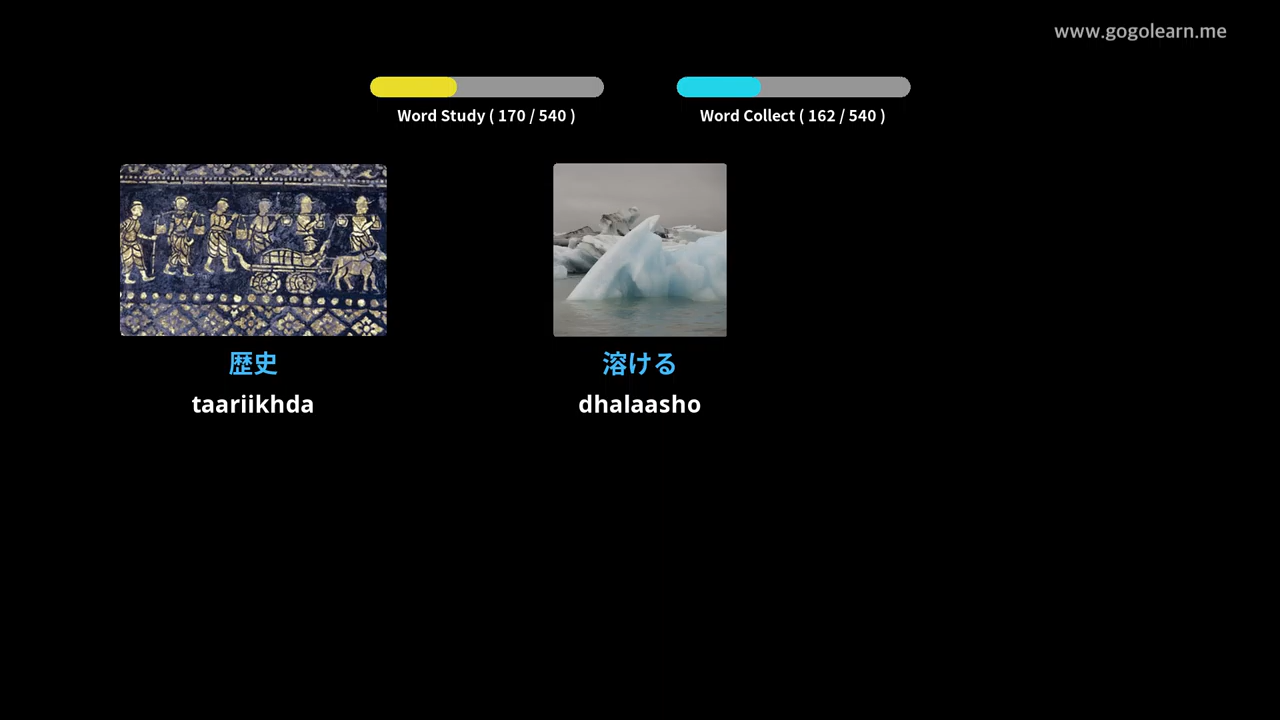 www.gogolearn.me
Word Study ( 170 / 540 )
Word Collect ( 162 / 540 )
歴史
溶ける
taariikhda
dhalaasho